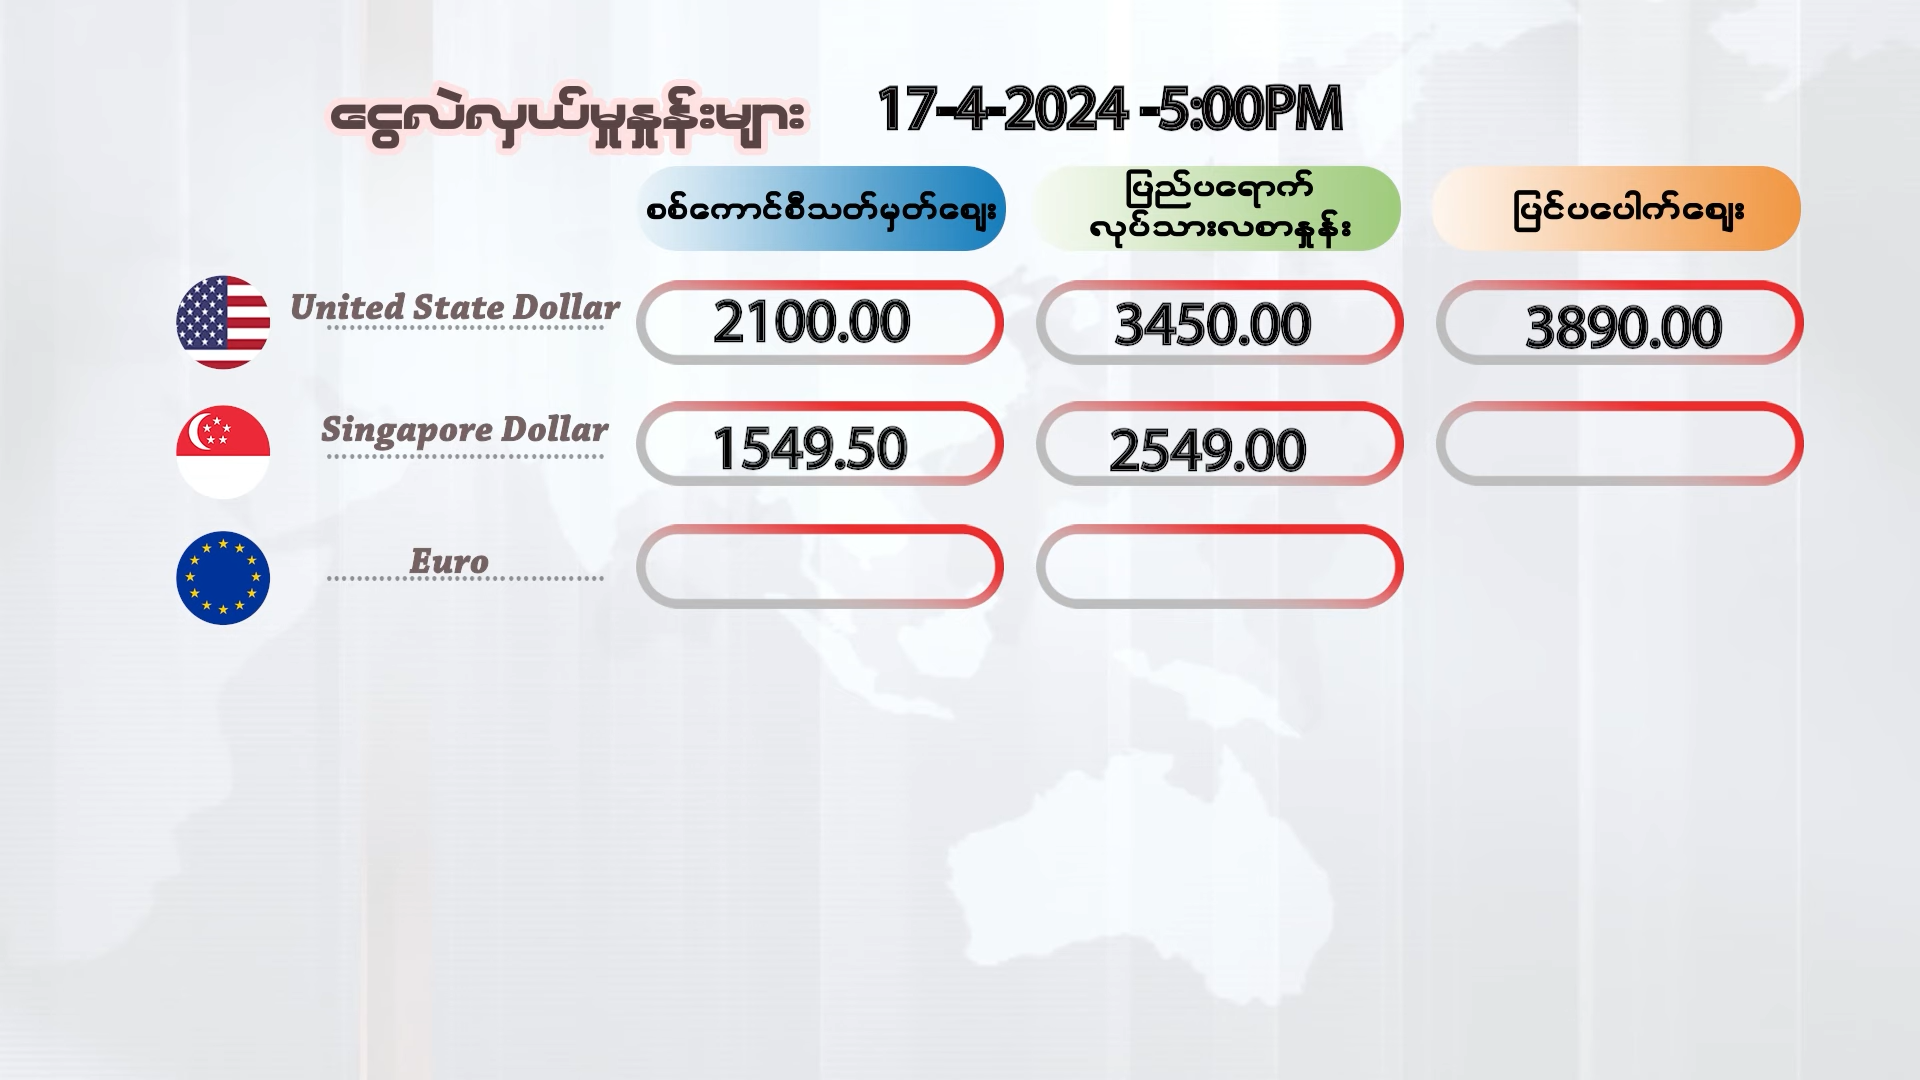 ငွေလဲလှယ်မှုနှုန်းများ 17-4-2024 -5:00PM
စစ်ကောင်စီသတ်မှတ်ဈေး
ပြည်ပရောက်
လုပ်သားလစာနှုန်း
ပြင်ပပေါက်ဈေး
United State Dollar 2100.00 3450.00 3890.00
Singapore Dollar 1549.50 2549.00
Euro